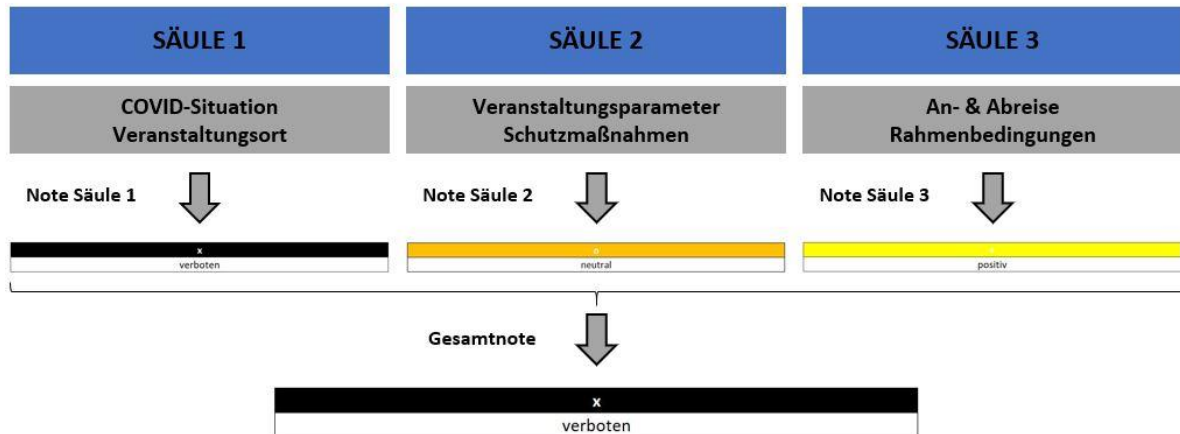 SÄULE 1
SÄULE 2
SÄULE 3
COVID-Situation
Veranstaltungsort
Veranstaltungsparameter
Schutzmaßnahmen
An- & Abreise
Rahmenbedingungen
Note Säule 1
Note Säule 2
Note Säule 3
x
verboten
o
neutral
positiv
Gesamtnote
x
verboten